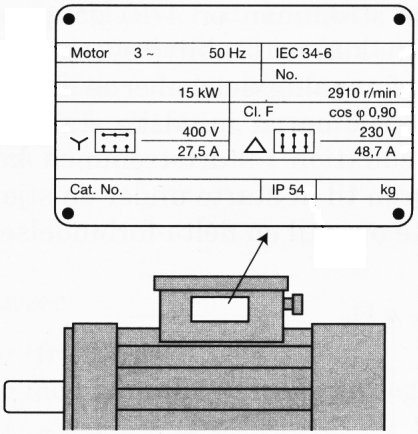 Motor 3 ~ 50 Hz IEC 34-6
No.
15 kW 2910 r/min
Cl. F cos φ 0,90
400 V 230 V
27,5 A 48,7 A
Cat. No. IP 54 kg